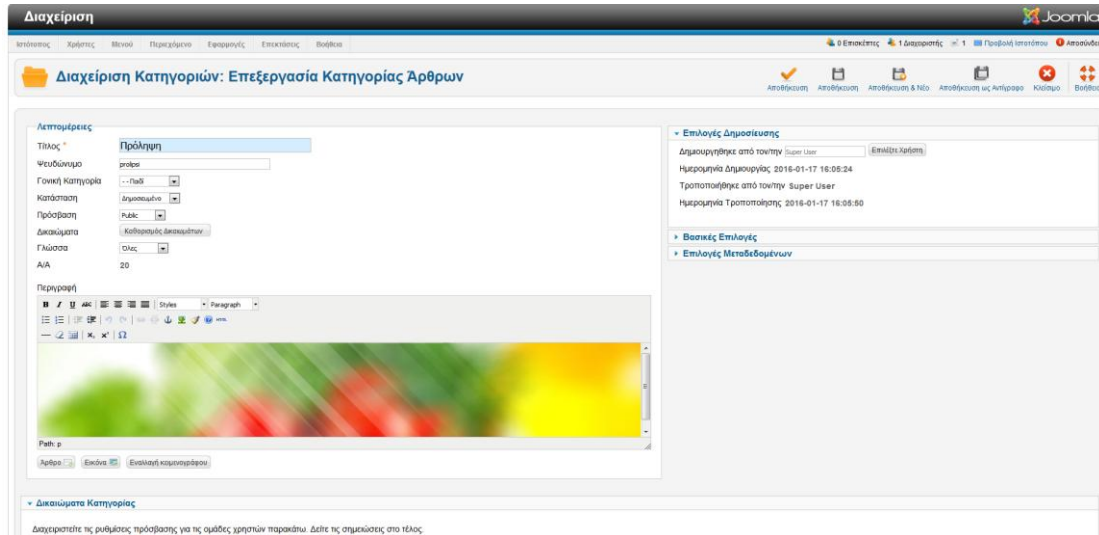 Διαχείριση
Joomla
Ιστότοπος Χρήστες Μενού Περιεχόμενο Εφαρμογές Επεκτάσεις Βοήθεια
0 Επισκέπτες 1 Διαχειριστής 1 Προβολή Ιστοτόπου Αποσύνδε
Διαχείριση Κατηγοριών: Επεξεργασία Κατηγορίας Άρθρων
Αποθήκευση Αποθήκευση Αποθήκευση & Νέο Αποθήκευση ως Αντίγραφο Κλείσιμο Βοήθεια
Λεπτομέρειες
Τίτλος * Πρόληψη
Ψευδώνυμο prolipsi
Γονική Κατηγορία - - Παιδί
Κατάσταση Δημοσιευμένο
Πρόσβαση Public
Δικαιώματα Καθορισμός Δικαιωμάτων
Γλώσσα Όλες
Α/Α 20
Περιγραφή
B I U ABC Styles Paragraph
HTML
Path: p
Άρθρο Εικόνα Εναλλαγή κειμενογράφου
Επιλογές Δημοσίευσης
Δημιουργήθηκε από τον/την Super User Επιλέξτε Χρήστη
Ημερομηνία Δημιουργίας 2016-01-17 16:05:24
Τροποποιήθηκε από τον/την Super User
Ημερομηνία Τροποποίησης 2016-01-17 16:05:50
Βασικές Επιλογές
Επιλογές Μεταδεδομένων
Δικαιώματα Κατηγορίας
Διαχειριστείτε τις ρυθμίσεις πρόσβασης για τις ομάδες χρηστών παρακάτω. Δείτε τις σημειώσεις στο τέλος.